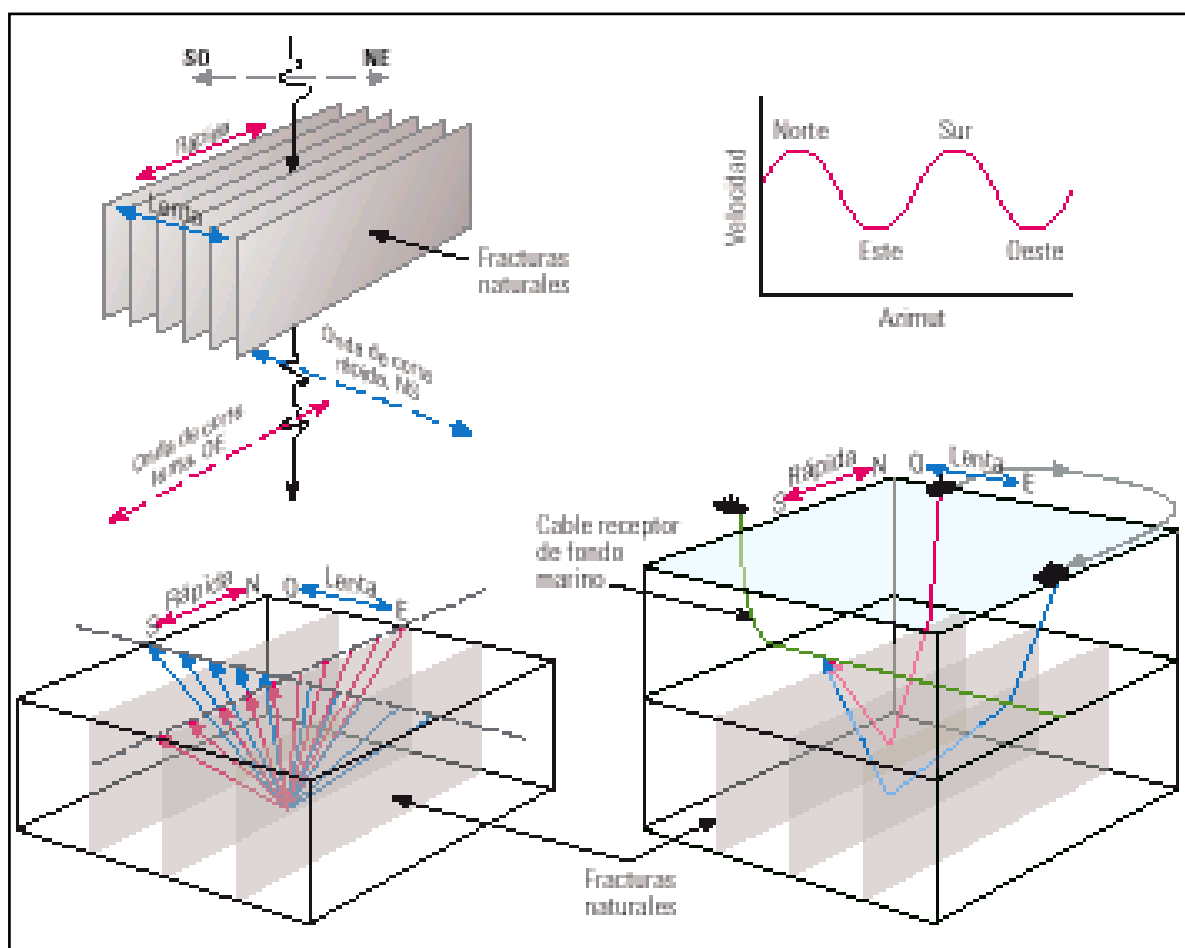 SO NE
Rápida
Lenta
Fracturas
naturales
Onda de corte
rápida, NS
Onda de corte
lenta, OE
Velocidad
Norte Sur
Este Oeste
Azimut
S Rápida N O Lenta E
Cable receptor
de fondo
marino
S Rápida N O Lenta E
Fracturas
naturales